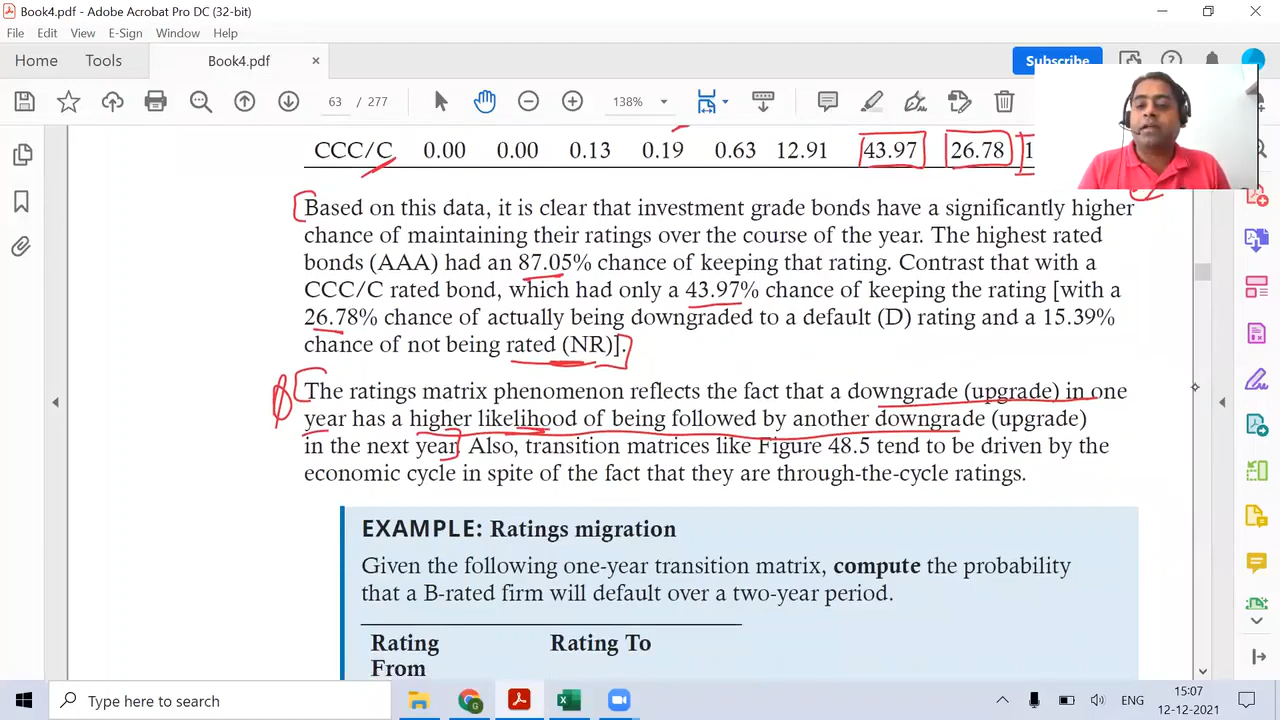 Book4.pdf - Adobe Acrobat Pro DC (32-bit)
File Edit View E-Sign Window Help
Home Tools Book4.pdf × Subscribe
63 / 277 138%
CCC/C 0.00 0.00 0.13 0.19 0.63 12.91 43.97 26.78 1
Based on this data, it is clear that investment grade bonds have a significantly higher
chance of maintaining their ratings over the course of the year. The highest rated
bonds (AAA) had an 87.05% chance of keeping that rating. Contrast that with a
CCC/C rated bond, which had only a 43.97% chance of keeping the rating [with a
26.78% chance of actually being downgraded to a default (D) rating and a 15.39%
chance of not being rated (NR)].
The ratings matrix phenomenon reflects the fact that a downgrade (upgrade) in one
year has a higher likelihood of being followed by another downgrade (upgrade)
in the next year. Also, transition matrices like Figure 48.5 tend to be driven by the
economic cycle in spite of the fact that they are through-the-cycle ratings.
EXAMPLE: Ratings migration
Given the following one-year transition matrix, compute the probability
that a B-rated firm will default over a two-year period.
Rating Rating To
From
Type here to search
ENG
15:07
12-12-2021